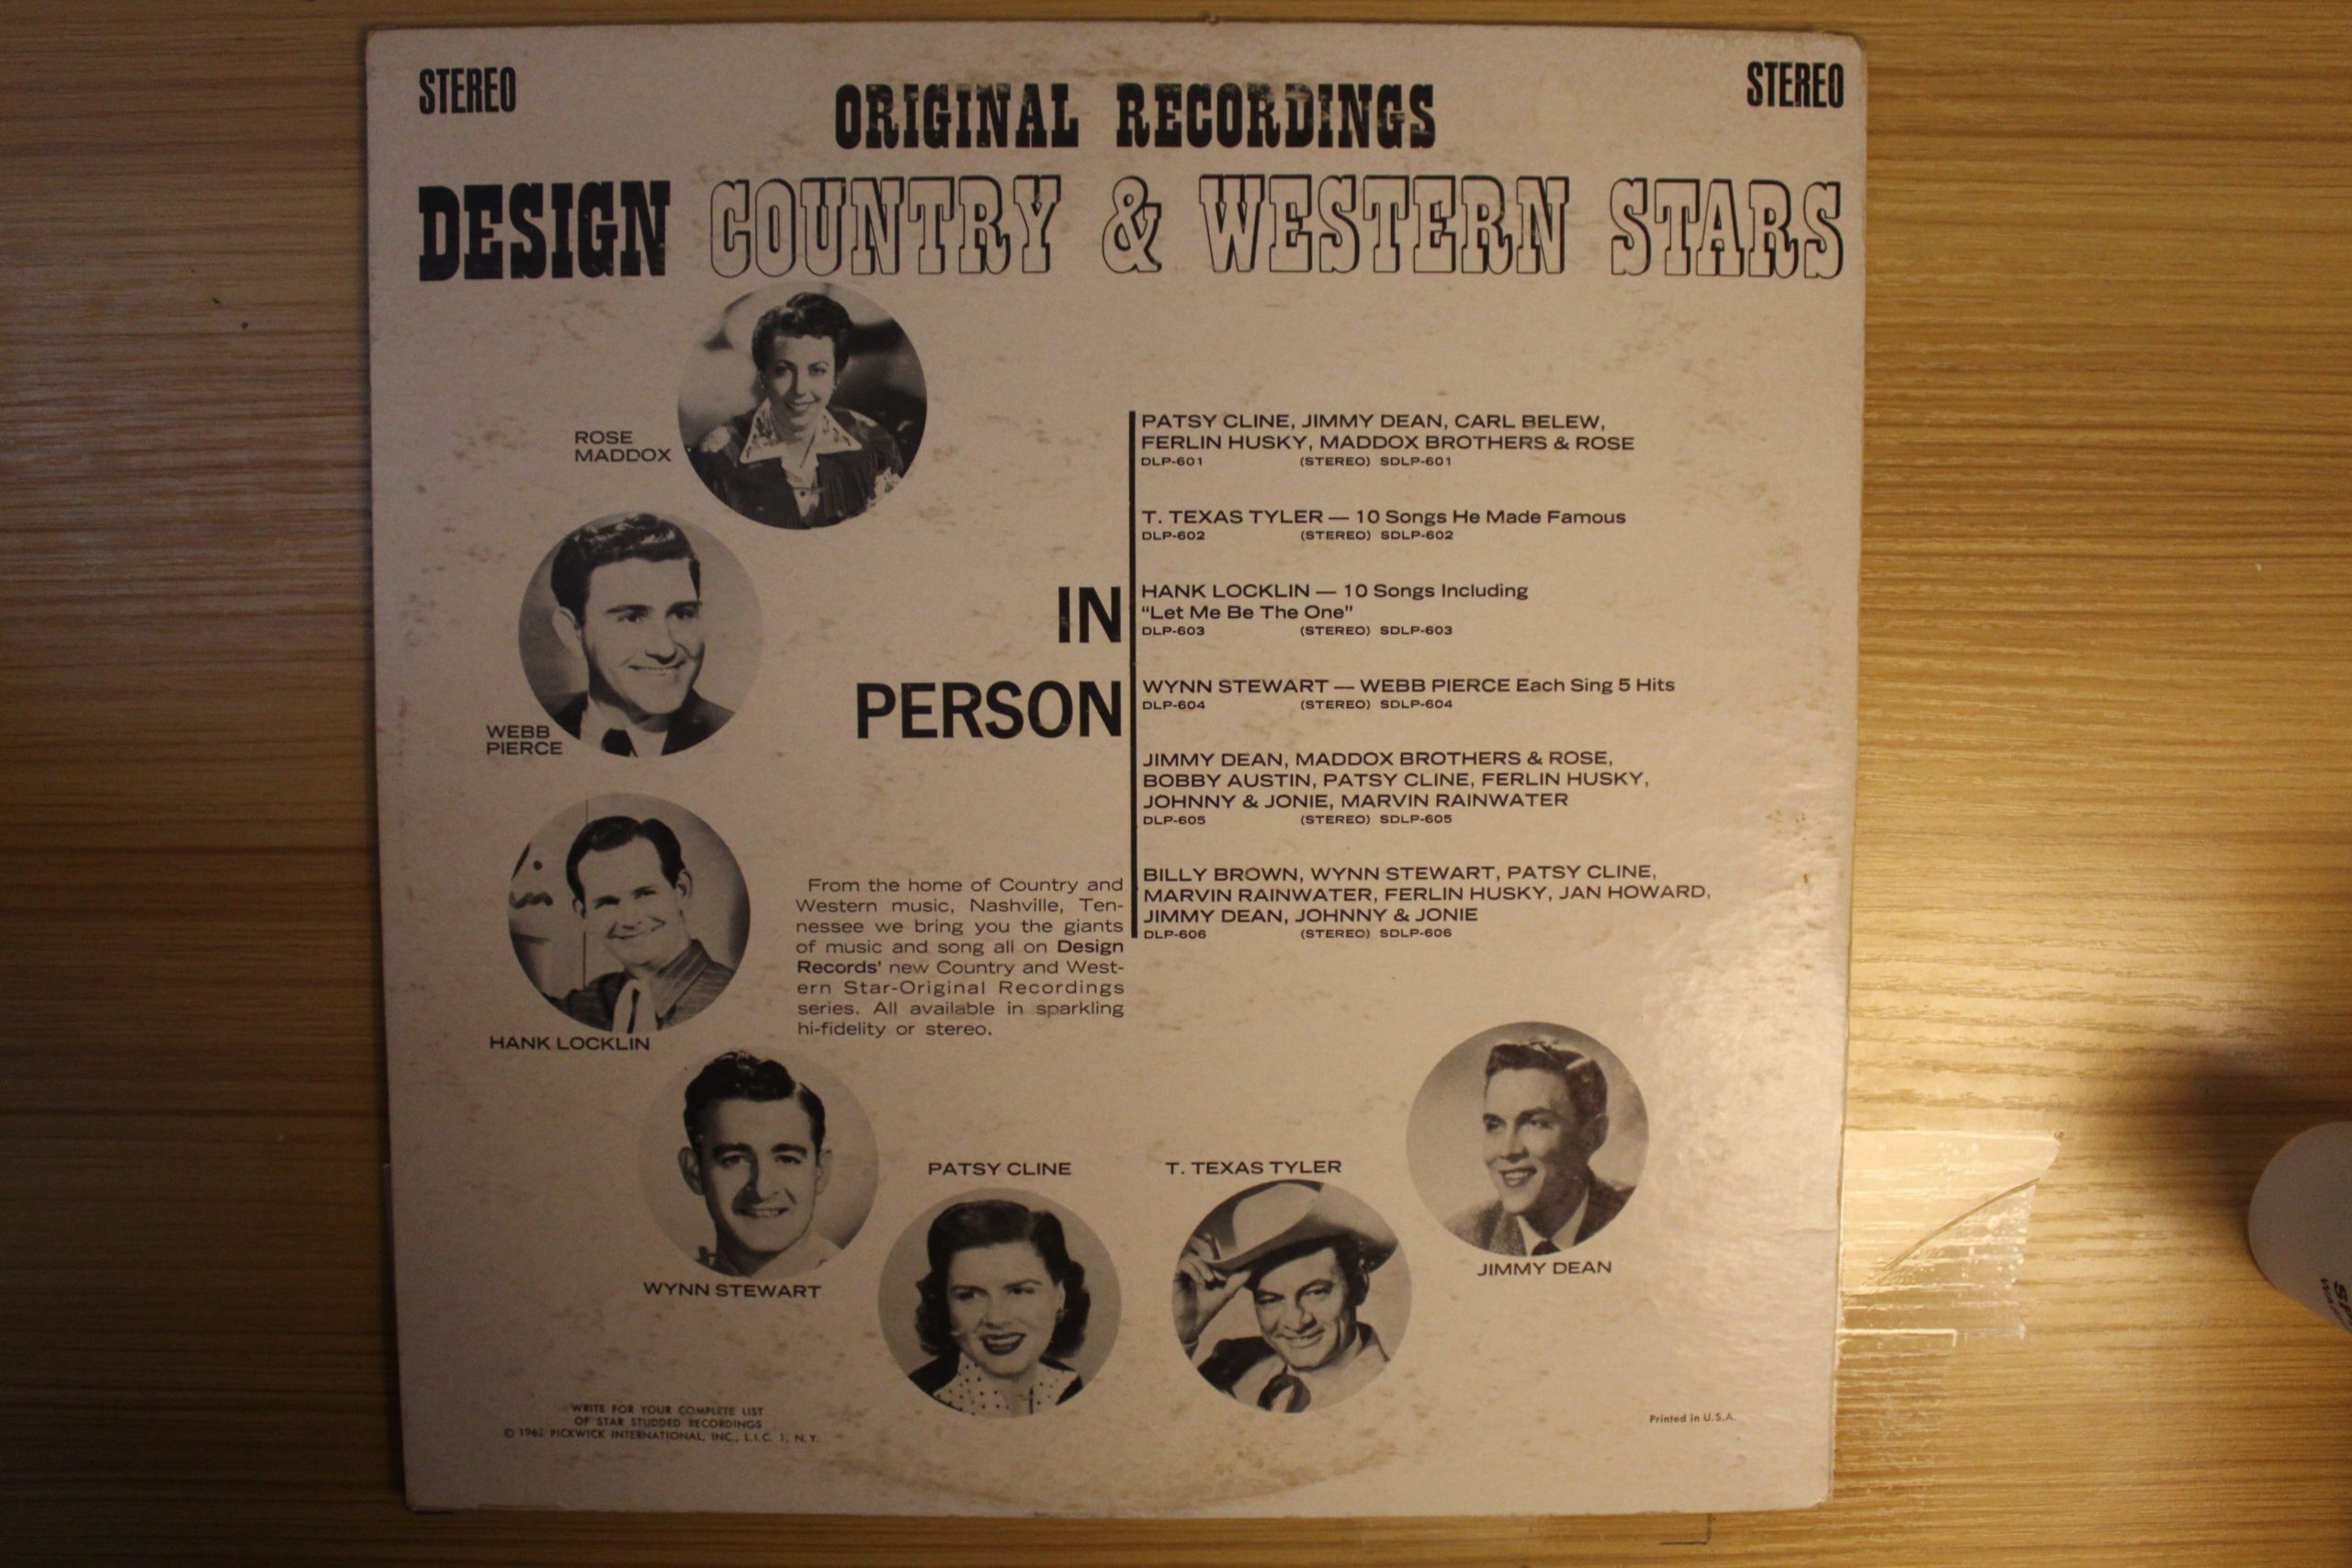 STEREO
STEREO
ORIGINAL RECORDINGS
DESIGN COUNTRY & WESTERN STARS
ROSE
MADDOX
WEBB
PIERCE
HANK LOCKLIN
IN
PERSON
PATSY CLINE, JIMMY DEAN, CARL BELEW,
FERLIN HUSKY, MADDOX BROTHERS & ROSE
DLP-601 (STEREO) SDLP-601
T. TEXAS TYLER — 10 Songs He Made Famous
DLP-602 (STEREO) SDLP-602
HANK LOCKLIN — 10 Songs Including
"Let Me Be The One"
DLP-603 (STEREO) SDLP-603
WYNN STEWART — WEBB PIERCE Each Sing 5 Hits
DLP-604 (STEREO) SDLP-604
JIMMY DEAN, MADDOX BROTHERS & ROSE,
BOBBY AUSTIN, PATSY CLINE, FERLIN HUSKY,
JOHNNY & JONIE, MARVIN RAINWATER
DLP-605 (STEREO) SDLP-605
BILLY BROWN, WYNN STEWART, PATSY CLINE,
MARVIN RAINWATER, FERLIN HUSKY, JAN HOWARD,
JIMMY DEAN, JOHNNY & JONIE
DLP-606 (STEREO) SDLP-606
From the home of Country and
Western music, Nashville, Ten-
nessee we bring you the giants
of music and song all on Design
Records' new Country and West-
ern Star-Original Recordings
series. All available in sparkling
hi-fidelity or stereo.
WYNN STEWART
PATSY CLINE
T. TEXAS TYLER
JIMMY DEAN
WRITE FOR YOUR COMPLETE LIST
OF STAR STUDDED RECORDINGS
© PICKWICK INTERNATIONAL, INC., L.I.C. 1, N.Y.
Printed in U.S.A.